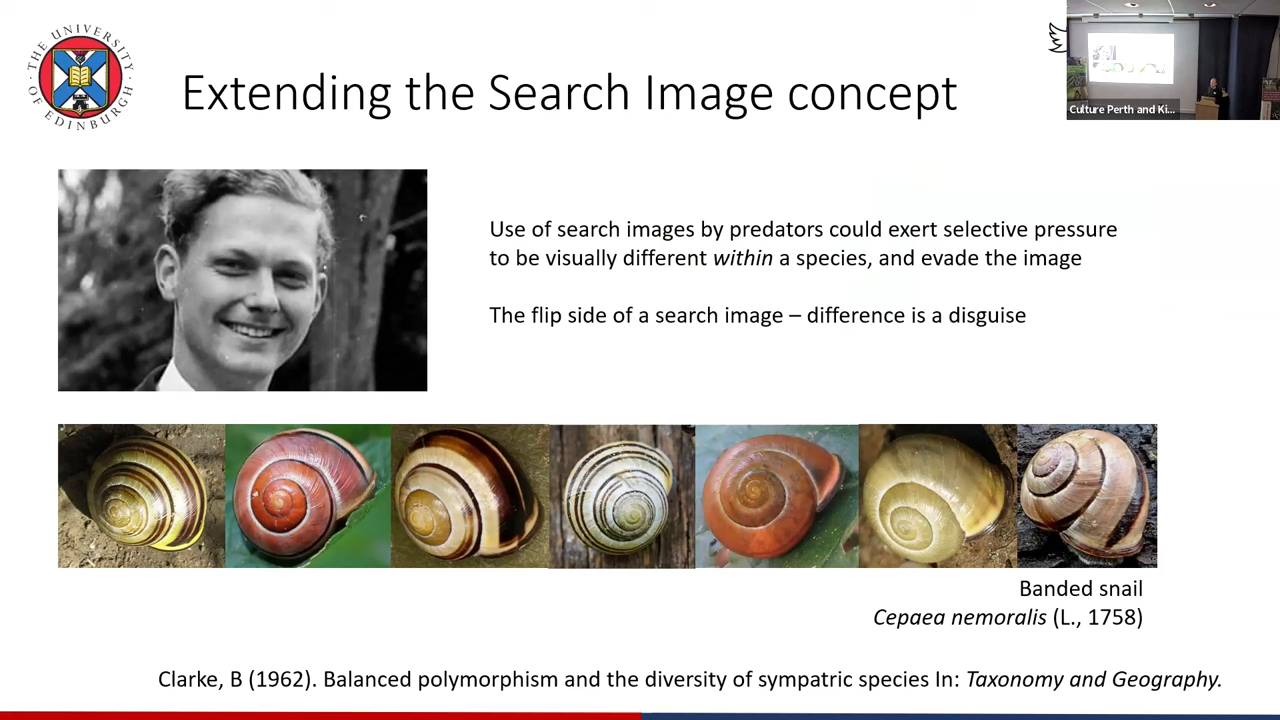 THE UNIVERSITY OF EDINBURGH
Extending the Search Image concept
Culture Perth and Ki...
Use of search images by predators could exert selective pressure
to be visually different within a species, and evade the image
The flip side of a search image – difference is a disguise
Banded snail
Cepaea nemoralis (L., 1758)
Clarke, B (1962). Balanced polymorphism and the diversity of sympatric species In: Taxonomy and Geography.